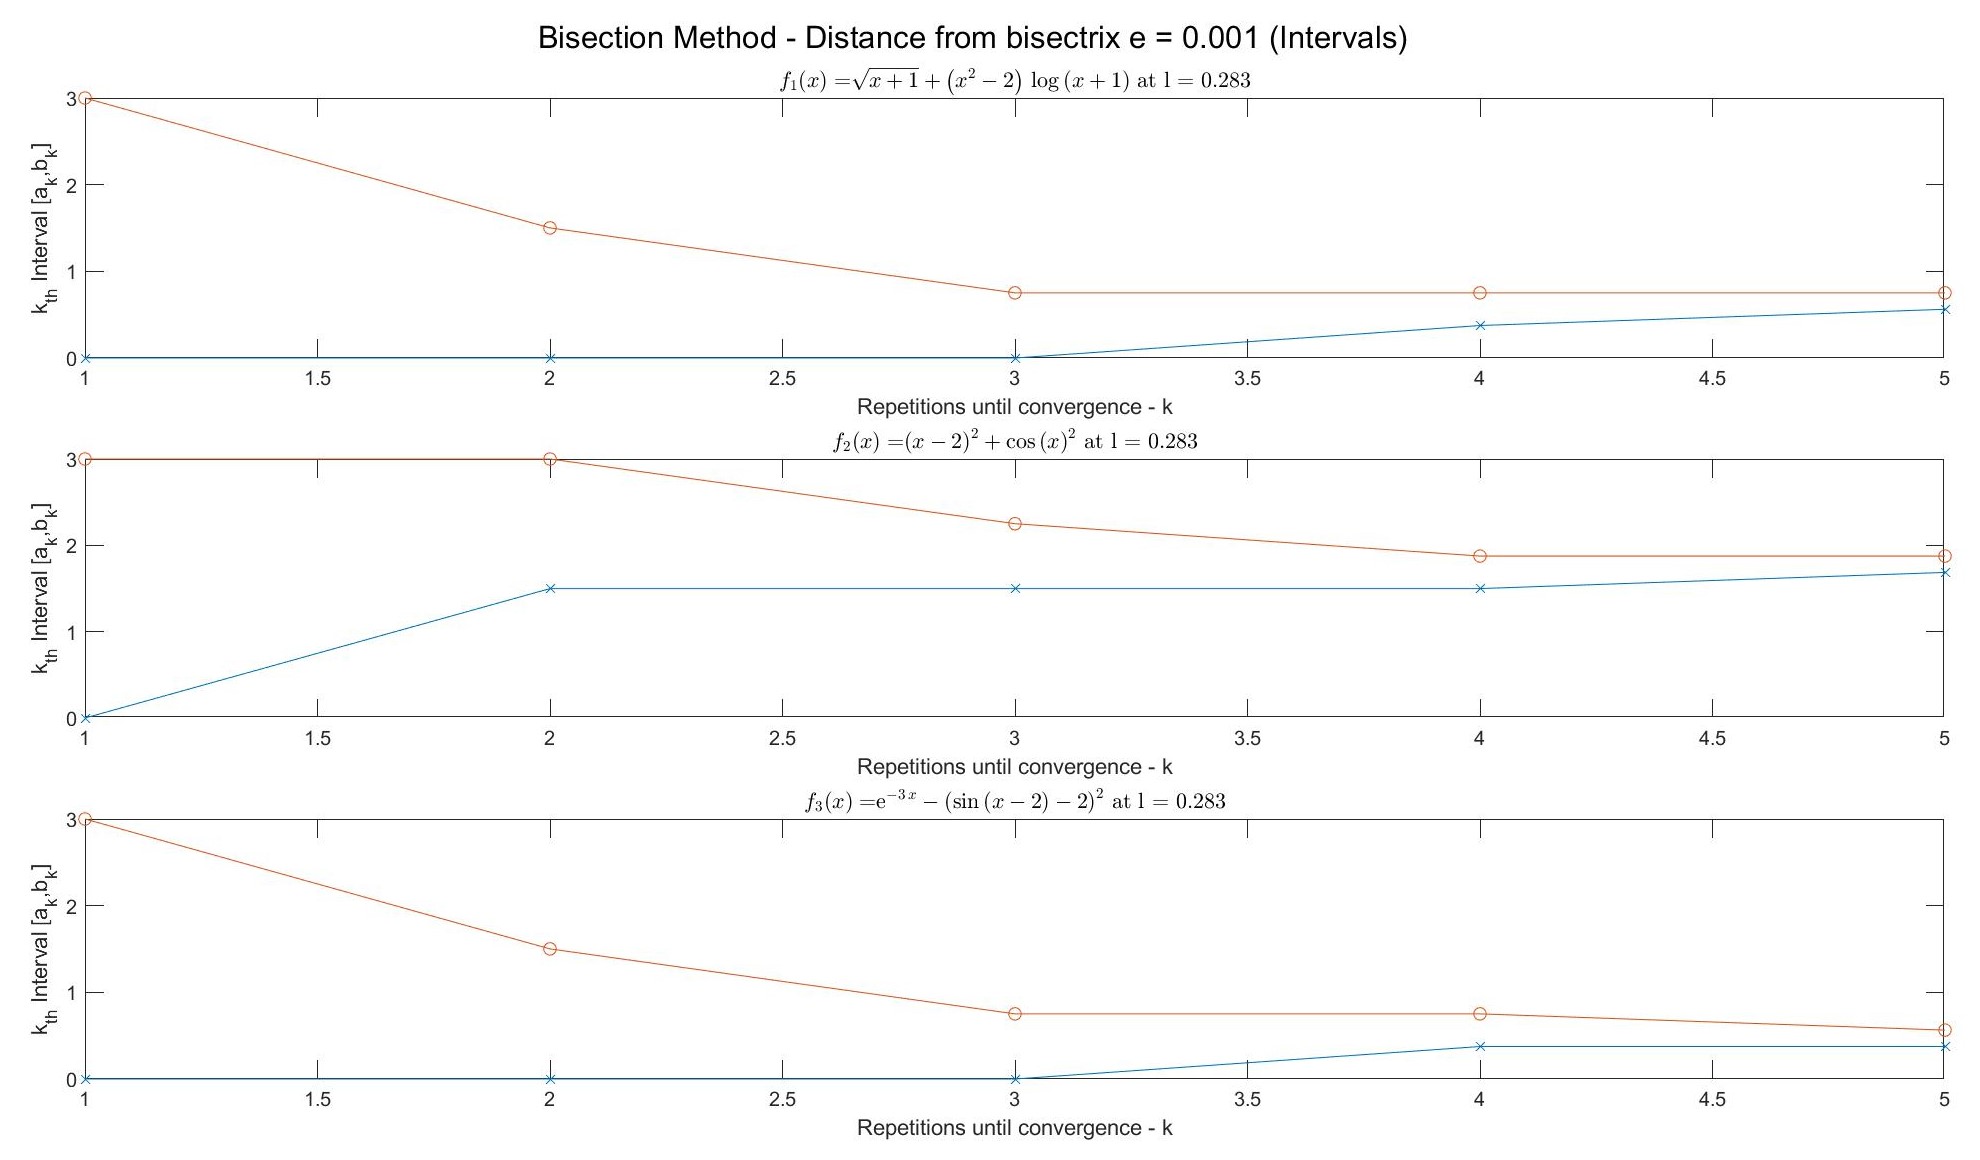 Bisection Method - Distance from bisectrix e = 0.001 (Intervals)
f₁(x) =√(x + 1) + (x² − 2) log (x + 1) at l = 0.283
k_th Interval [a_k,b_k]
3
2
1
0
1 1.5 2 2.5 3 3.5 4 4.5 5
Repetitions until convergence - k
f₂(x) =(x − 2)² + cos (x)² at l = 0.283
k_th Interval [a_k,b_k]
3
2
1
0
1 1.5 2 2.5 3 3.5 4 4.5 5
Repetitions until convergence - k
f₃(x) =e⁻³ ˣ − (sin (x − 2) − 2)² at l = 0.283
k_th Interval [a_k,b_k]
3
2
1
0
1 1.5 2 2.5 3 3.5 4 4.5 5
Repetitions until convergence - k